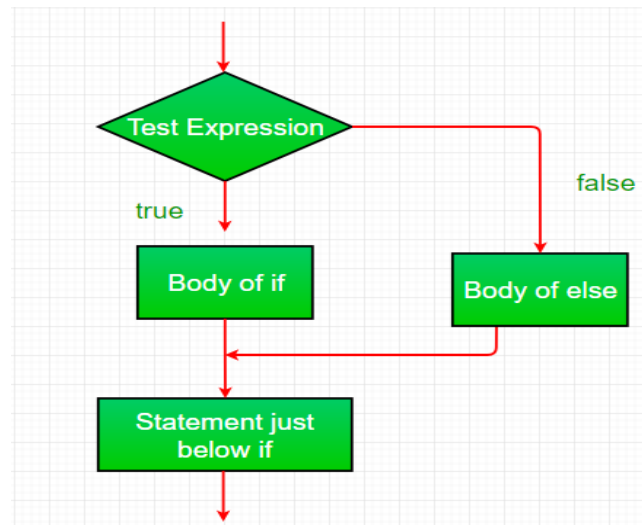 Test Expression
true
false
Body of if
Body of else
Statement just
below if